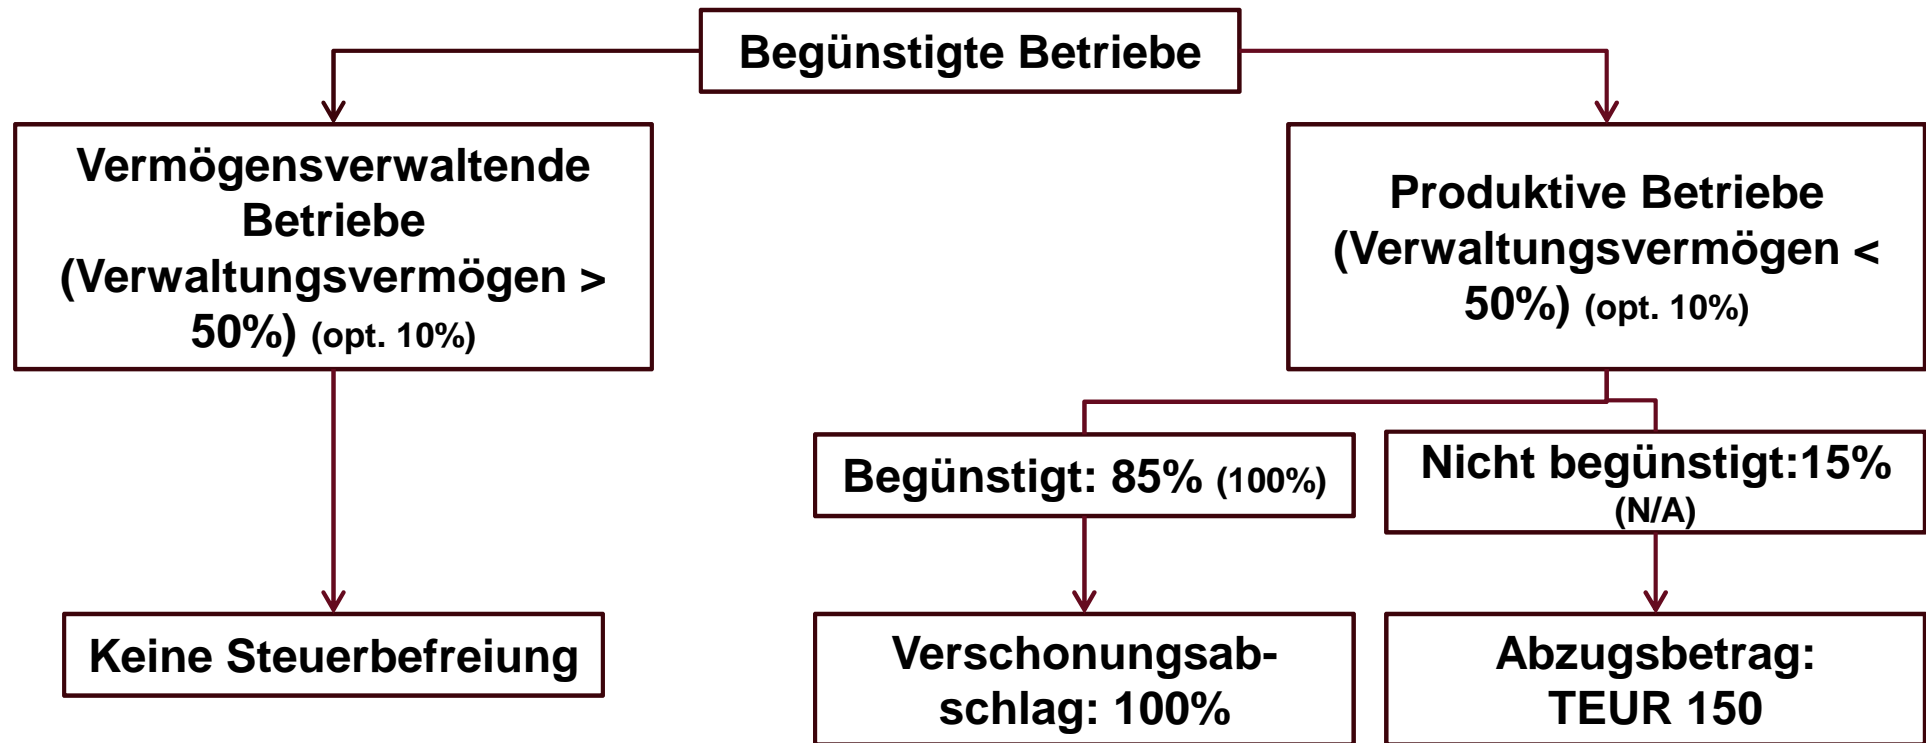 Begünstigte Betriebe
Vermögensverwaltende
Betriebe
(Verwaltungsvermögen >
50%) (opt. 10%)
Produktive Betriebe
(Verwaltungsvermögen <
50%) (opt. 10%)
Begünstigt: 85% (100%)
Nicht begünstigt:15%
(N/A)
Keine Steuerbefreiung
Verschonungsab-
schlag: 100%
Abzugsbetrag:
TEUR 150